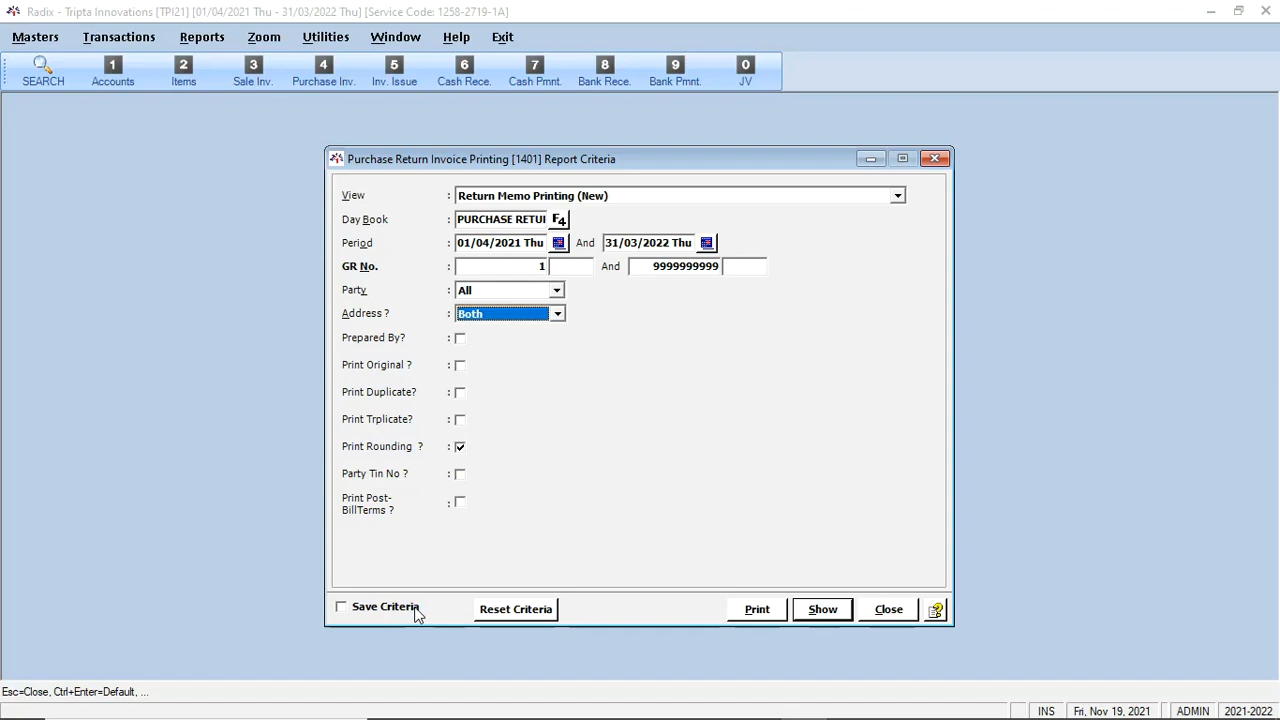 Radix - Tripta Innovations [TPI21] [01/04/2021 Thu - 31/03/2022 Thu] [Service Code: 1258-2719-1A]
Masters Transactions Reports Zoom Utilities Window Help Exit
1 2 3 4 5 6 7 8 9 0
SEARCH Accounts Items Sale Inv. Purchase Inv. Inv. Issue Cash Rece. Cash Pmnt. Bank Rece. Bank Pmnt. JV
Purchase Return Invoice Printing [1401] Report Criteria
View : Return Memo Printing (New)
Day Book : PURCHASE RETUI F4
Period : 01/04/2021 Thu And 31/03/2022 Thu
GR No. : 1 And 9999999999
Party : All
Address ? : Both
Prepared By? :
Print Original ? :
Print Duplicate? :
Print Trplicate? :
Print Rounding ? :
Party Tin No ? :
Print Post-
BillTerms ? :
Save Criteria Reset Criteria Print Show Close
Esc=Close, Ctrl+Enter=Default, ...
INS Fri, Nov 19, 2021 ADMIN 2021-2022